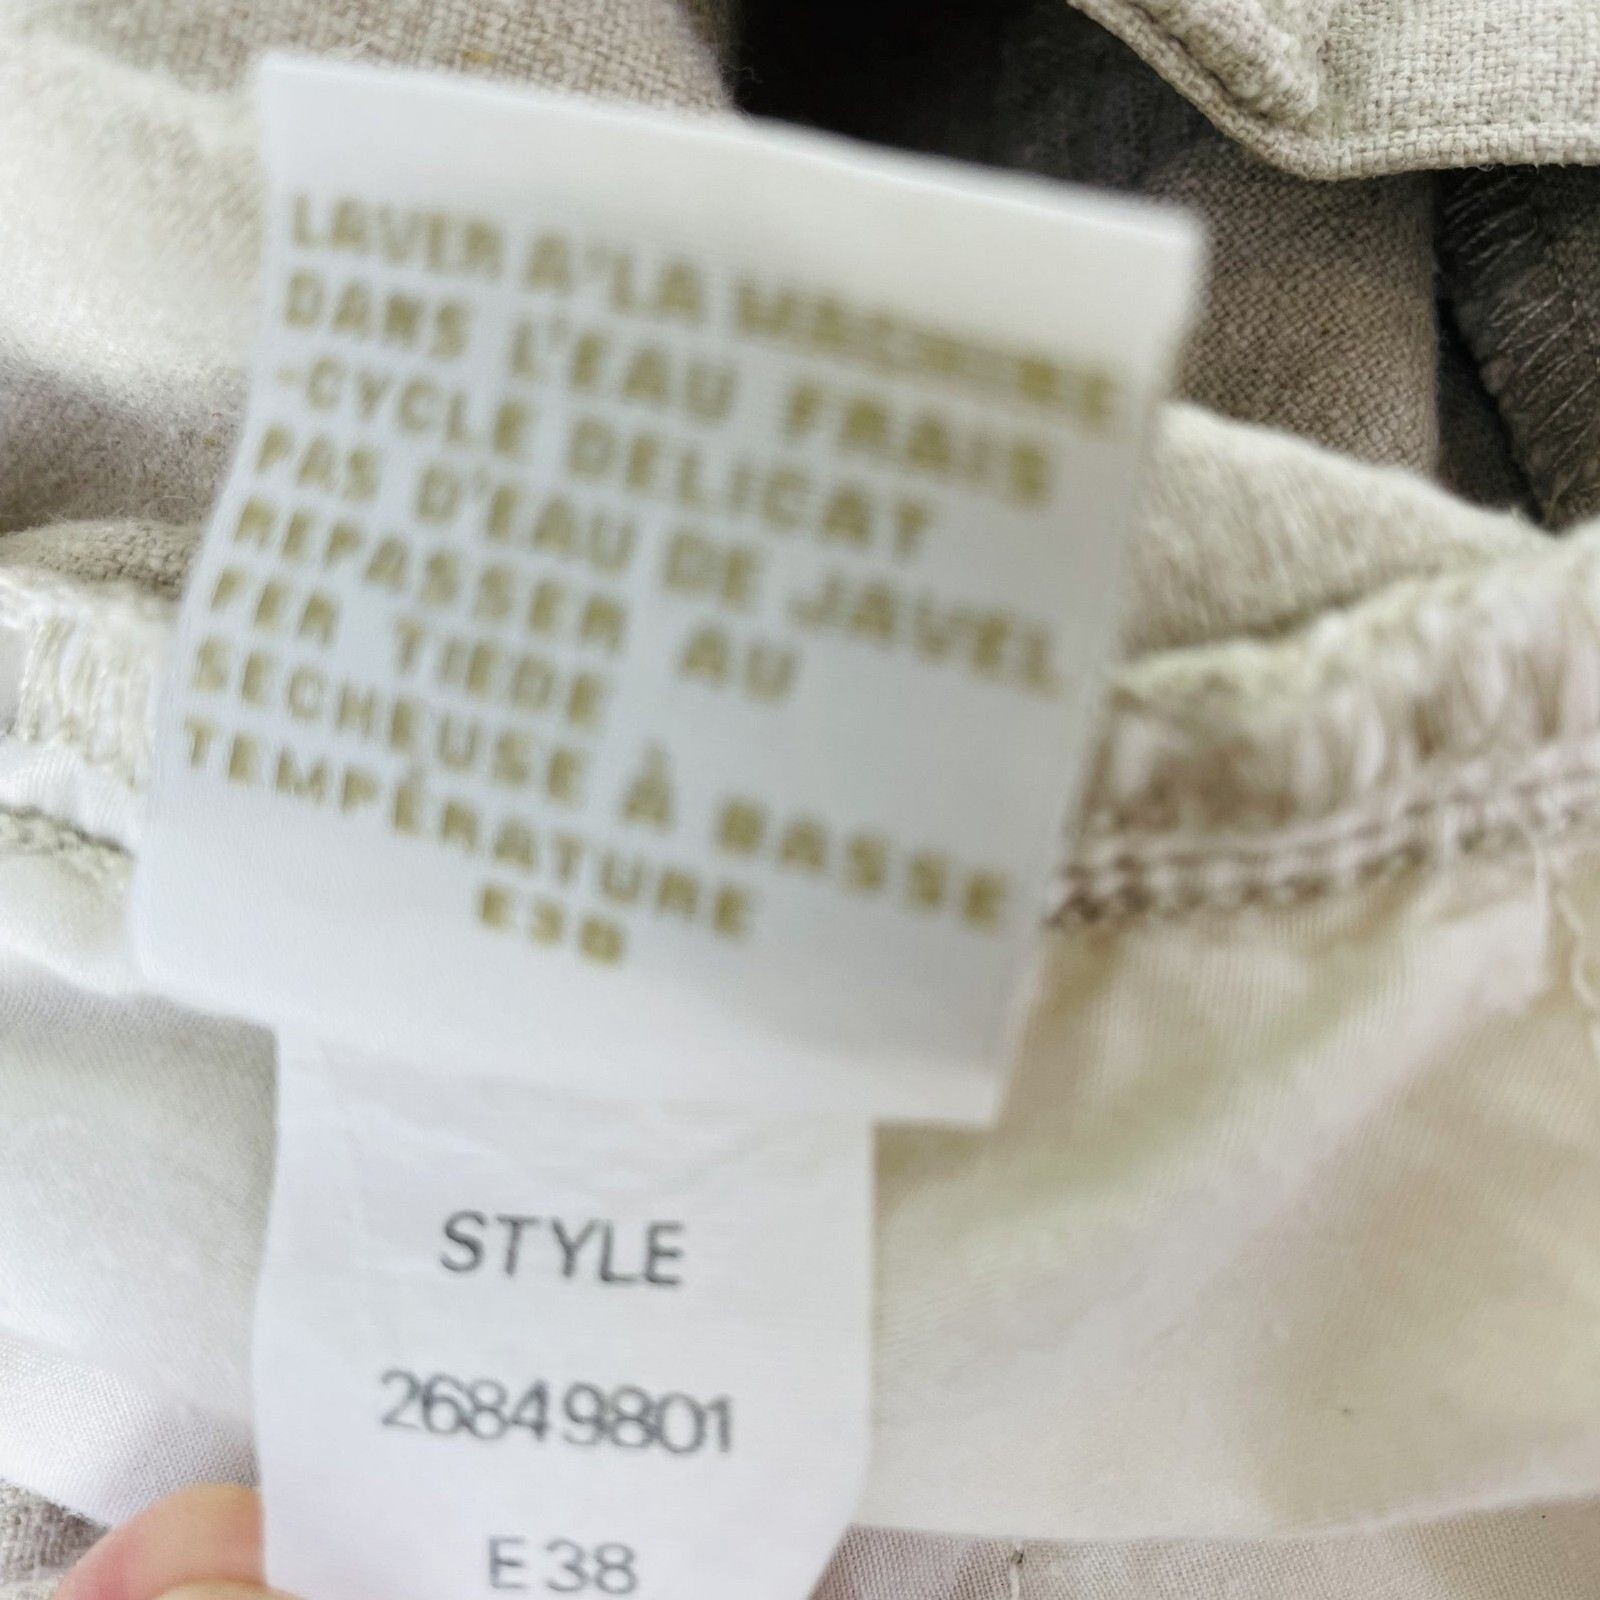 LAVER A'LA MACHINE
DANS L'EAU FRAIS
-CYCLE DELICAT
PAS D'EAU DE JAVEL
REPASSER AU
FER TIEDE
SECHEUSE À BASSE
TEMPÉRATURE
E38
STYLE
26849801
E38